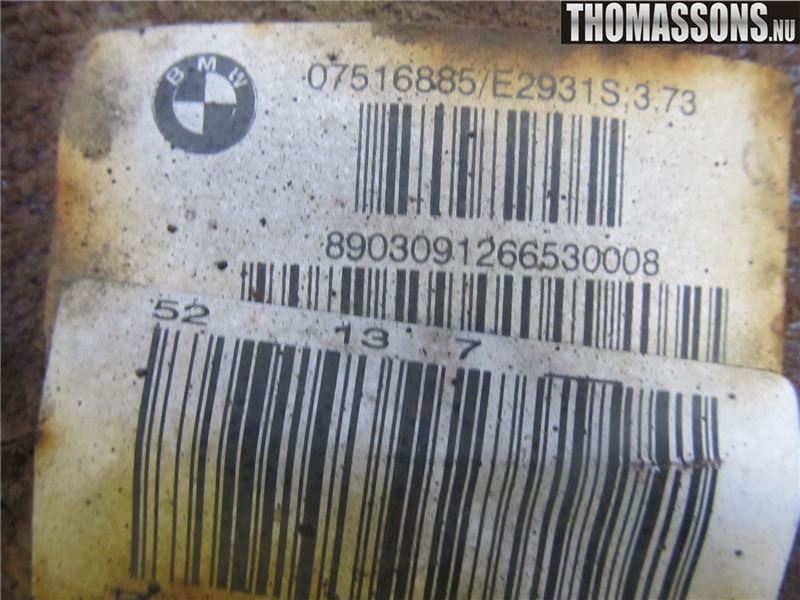 THOMASSONS.NU
BMW
07516885/E2931S;3.73
8903091266530008
52 13 7